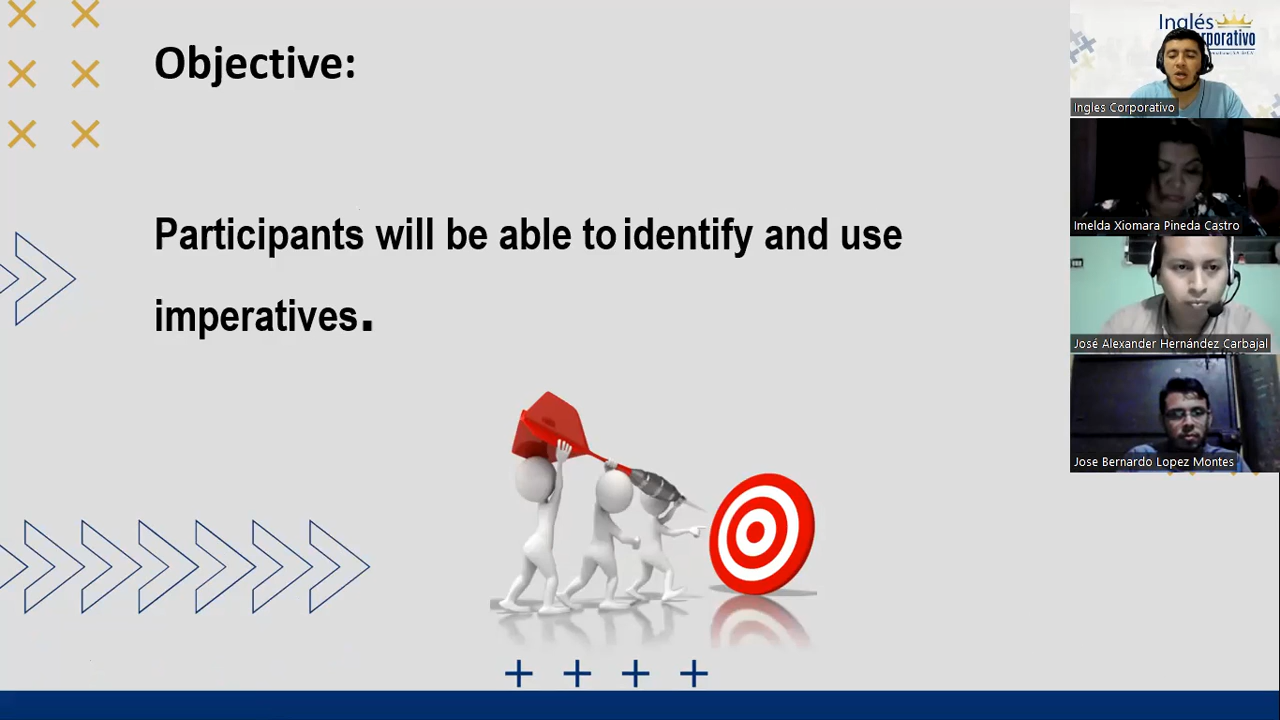 Objective:
Participants will be able to identify and use
imperatives.
Inglés
Corporativo
Ingles Corporativo
Imelda Xiomara Pineda Castro
José Alexander Hernández Carbajal
Jose Bernardo Lopez Montes